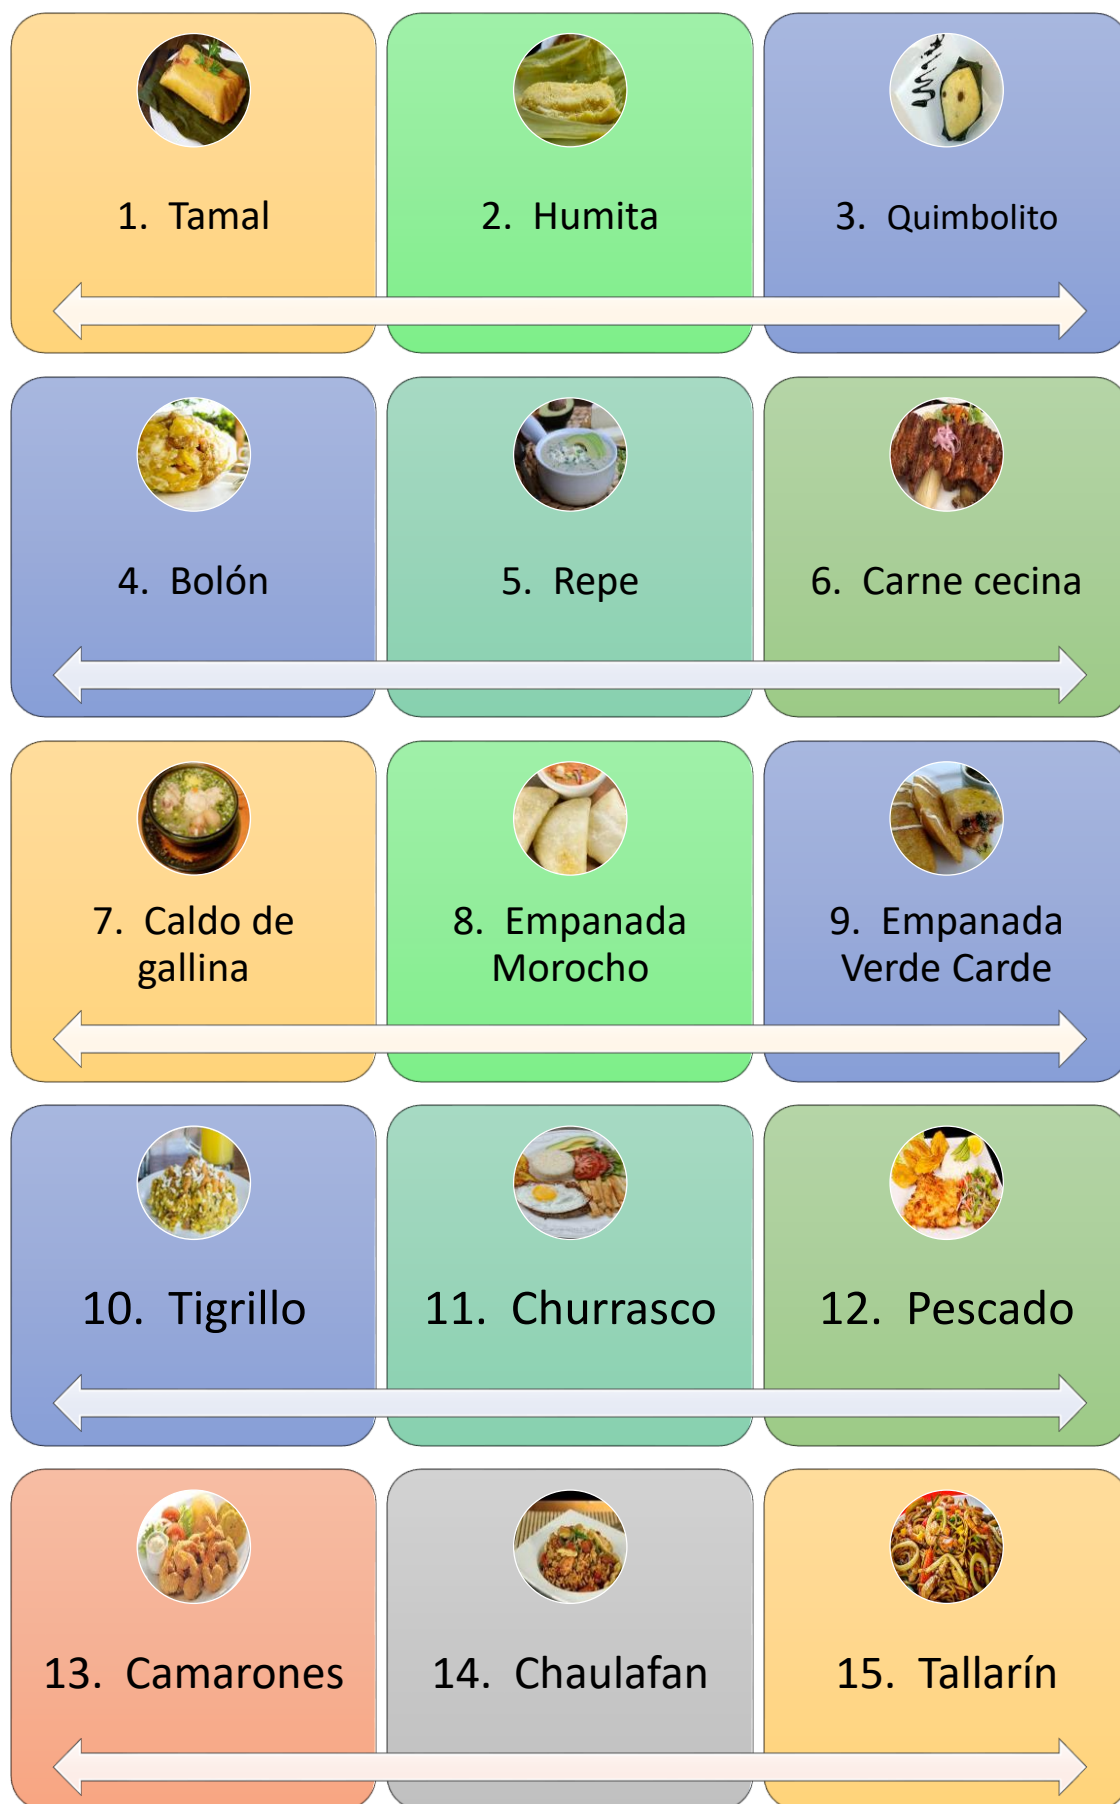 1. Tamal
2. Humita
3. Quimbolito
4. Bolón
5. Repe
6. Carne cecina
7. Caldo de
gallina
8. Empanada
Morocho
9. Empanada
Verde Carde
10. Tigrillo
11. Churrasco
12. Pescado
13. Camarones
14. Chaulafan
15. Tallarín